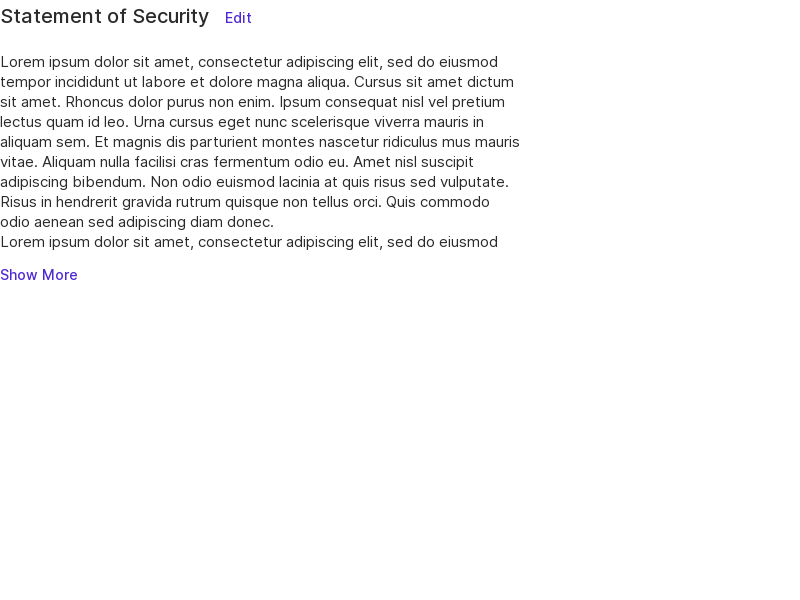 Statement of Security Edit
Lorem ipsum dolor sit amet, consectetur adipiscing elit, sed do eiusmod
tempor incididunt ut labore et dolore magna aliqua. Cursus sit amet dictum
sit amet. Rhoncus dolor purus non enim. Ipsum consequat nisl vel pretium
lectus quam id leo. Urna cursus eget nunc scelerisque viverra mauris in
aliquam sem. Et magnis dis parturient montes nascetur ridiculus mus mauris
vitae. Aliquam nulla facilisi cras fermentum odio eu. Amet nisl suscipit
adipiscing bibendum. Non odio euismod lacinia at quis risus sed vulputate.
Risus in hendrerit gravida rutrum quisque non tellus orci. Quis commodo
odio aenean sed adipiscing diam donec.
Lorem ipsum dolor sit amet, consectetur adipiscing elit, sed do eiusmod
Show More